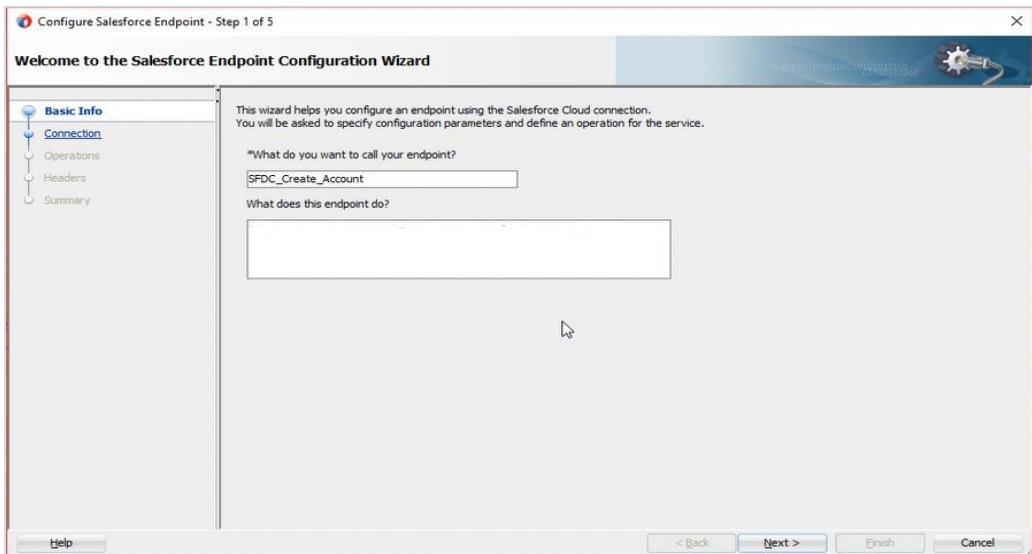 Configure Salesforce Endpoint - Step 1 of 5
Welcome to the Salesforce Endpoint Configuration Wizard
Basic Info
Connection
Operations
Headers
Summary
This wizard helps you configure an endpoint using the Salesforce Cloud connection.
You will be asked to specify configuration parameters and define an operation for the service.
*What do you want to call your endpoint?
SFDC_Create_Account
What does this endpoint do?
Help
< Back
Next >
Finish
Cancel